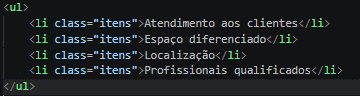 <ul>
    <li class="itens">Atendimento aos clientes</li>
    <li class="itens">Espaço diferenciado</li>
    <li class="itens">Localização</li>
    <li class="itens">Profissionais qualificados</li>
</ul>